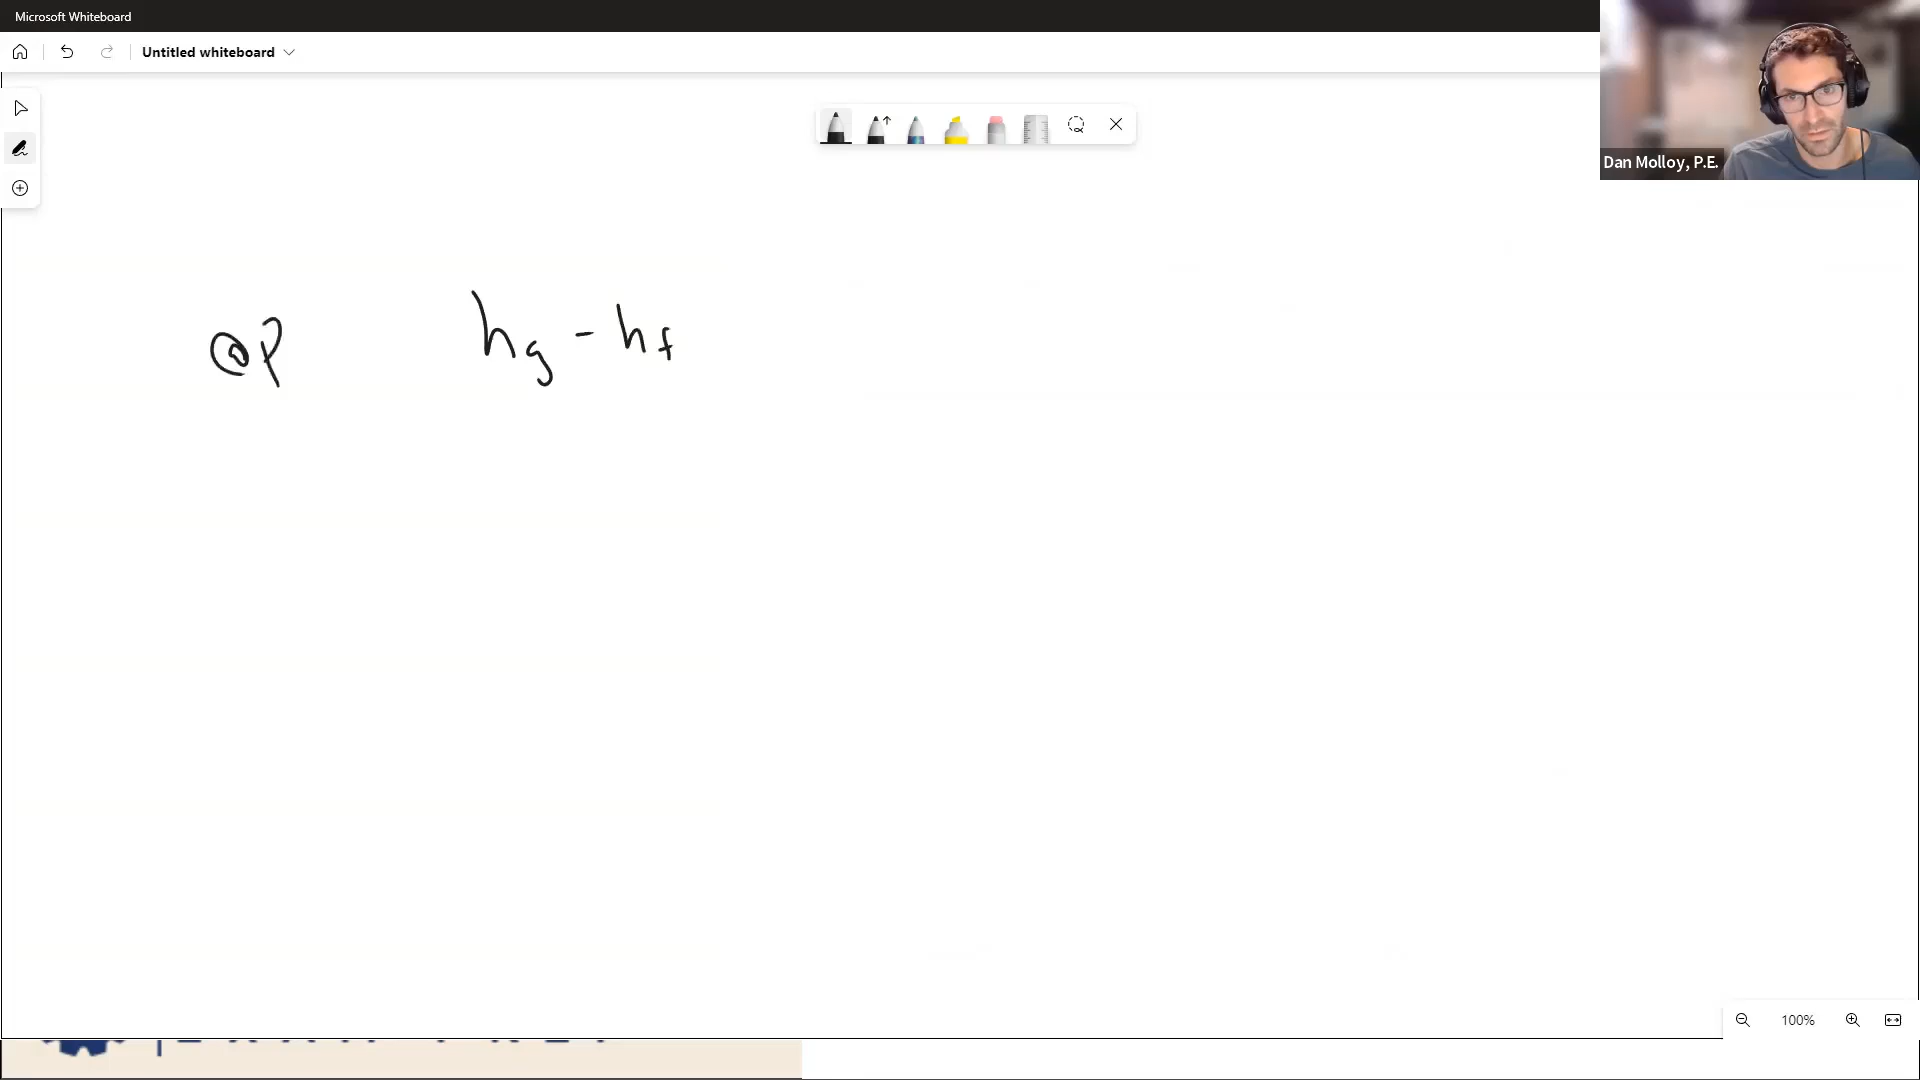 Microsoft Whiteboard
Untitled whiteboard
Dan Molloy, P.E.
@P hg - hf
100%